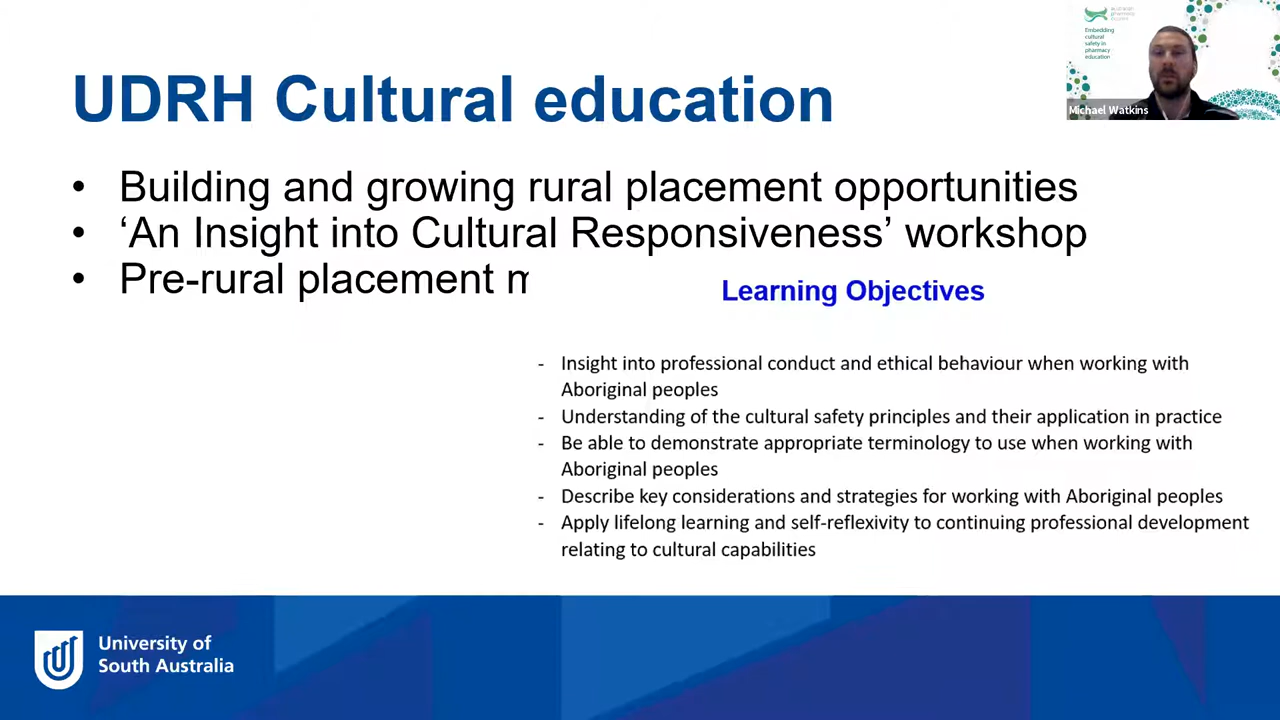 UDRH Cultural education
• Building and growing rural placement opportunities
• ‘An Insight into Cultural Responsiveness’ workshop
• Pre-rural placement
Learning Objectives
- Insight into professional conduct and ethical behaviour when working with
Aboriginal peoples
- Understanding of the cultural safety principles and their application in practice
- Be able to demonstrate appropriate terminology to use when working with
Aboriginal peoples
- Describe key considerations and strategies for working with Aboriginal peoples
- Apply lifelong learning and self-reflexivity to continuing professional development
relating to cultural capabilities
University of
South Australia
Embedding
cultural
safety in
pharmacy
education
Michael Watkins